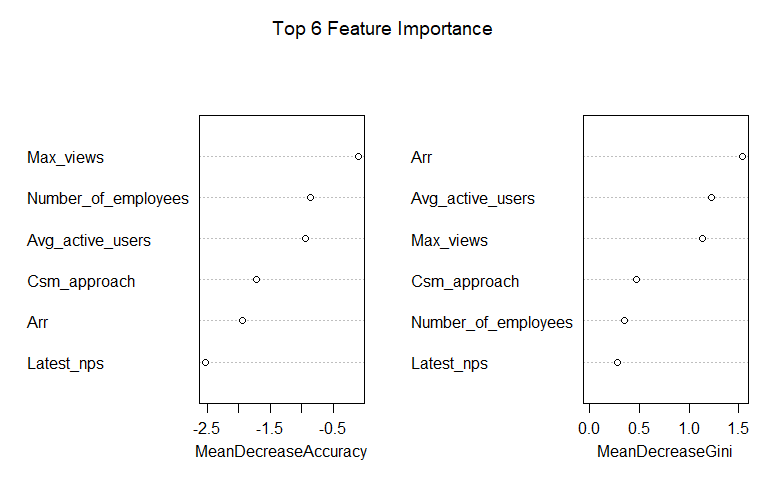 Top 6 Feature Importance
Max_views
Number_of_employees
Avg_active_users
Csm_approach
Arr
Latest_nps
-2.5 -1.5 -0.5
MeanDecreaseAccuracy
Arr
Avg_active_users
Max_views
Csm_approach
Number_of_employees
Latest_nps
0.0 0.5 1.0 1.5
MeanDecreaseGini